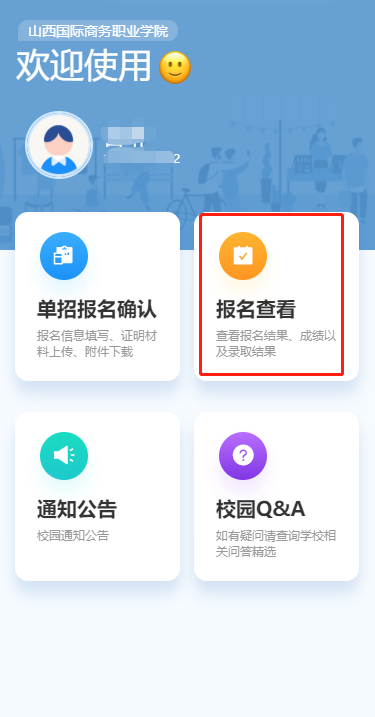 山西国际商务职业学院
欢迎使用
2
单招报名确认
报名查看
报名信息填写、证明材
料上传、附件下载
查看报名结果、成绩以
及录取结果
通知公告
校园Q&A
校园通知公告
如有疑问请查询学校相
关问答精选